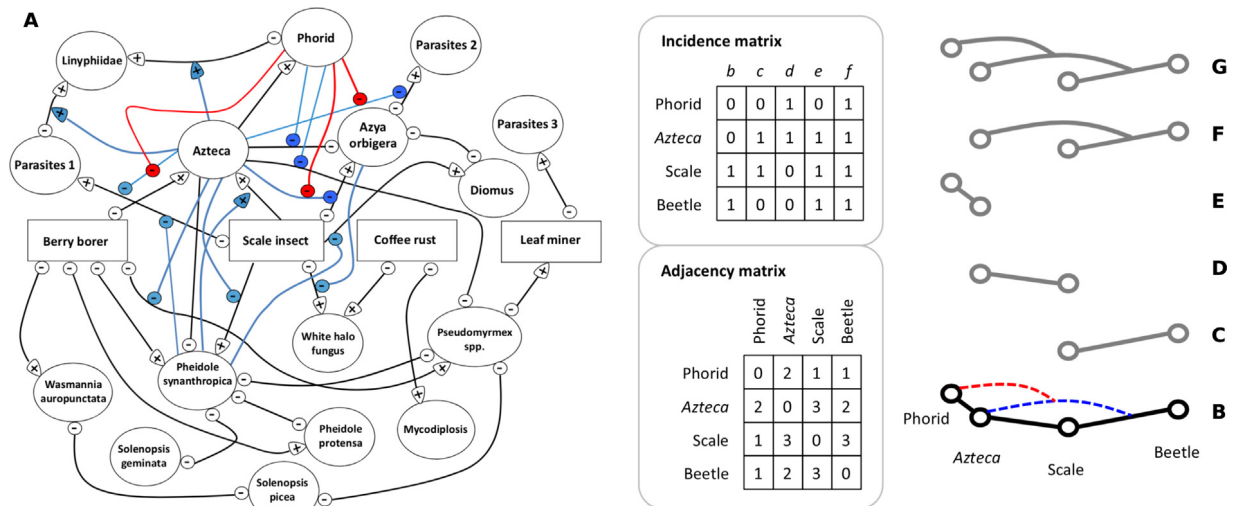 A
Phorid
Linyphiidae
Parasites 2
Azya
orbigera
Parasites 3
Azteca
Parasites 1
Diomus
Berry borer
Scale insect
Coffee rust
Leaf miner
White halo
fungus
Pseudomyrmex
spp.
Pheidole
synanthropica
Wasmannia
auropunctata
Mycodiplosis
Pheidole
protensa
Solenopsis
geminata
Solenopsis
picea
Incidence matrix
b c d e f
Phorid 0 0 1 0 1
Azteca 0 1 1 1 1
Scale 1 1 0 1 1
Beetle 1 0 0 1 1
Adjacency matrix
Phorid Azteca Scale Beetle
Phorid 0 2 1 1
Azteca 2 0 3 2
Scale 1 3 0 3
Beetle 1 2 3 0
G
F
E
D
C
B
Phorid
Azteca
Scale
Beetle